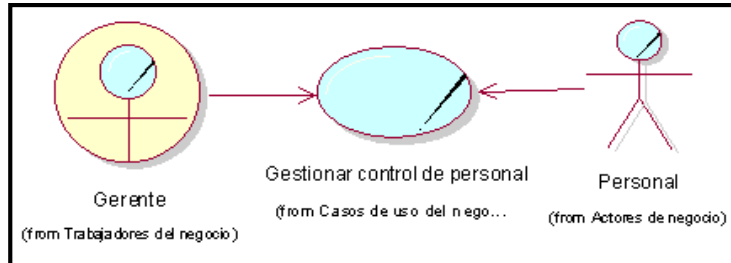 Gerente
(from Trabajadores del negocio)
Gestionar control de personal
(from Casos de uso del nego...
Personal
(from Actores de negocio)